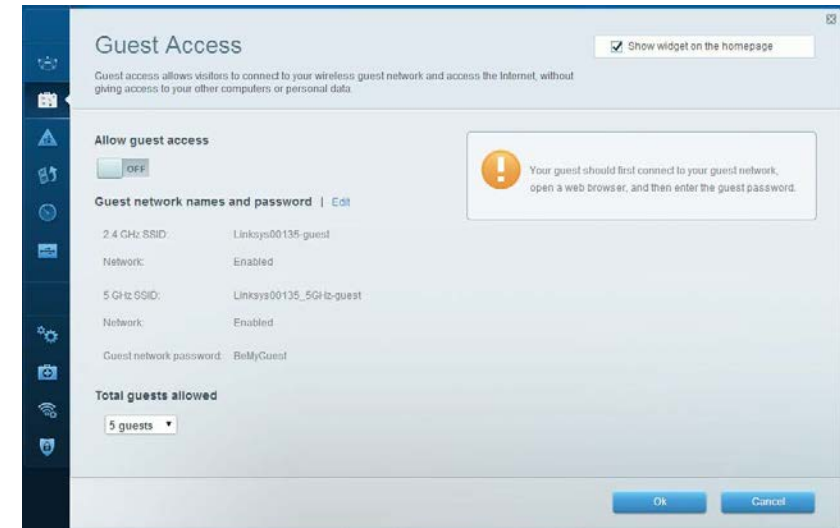 Guest Access
Show widget on the homepage
Guest access allows visitors to connect to your wireless guest network and access the Internet, without
giving access to your other computers or personal data.
Allow guest access
OFF
Your guest should first connect to your guest network,
open a web browser, and then enter the guest password.
Guest network names and password | Edit
2.4 GHz SSID: Linksys00135-guest
Network: Enabled
5 GHz SSID: Linksys00135_5GHz-guest
Network: Enabled
Guest network password: BeMyGuest
Total guests allowed
5 guests
Ok Cancel